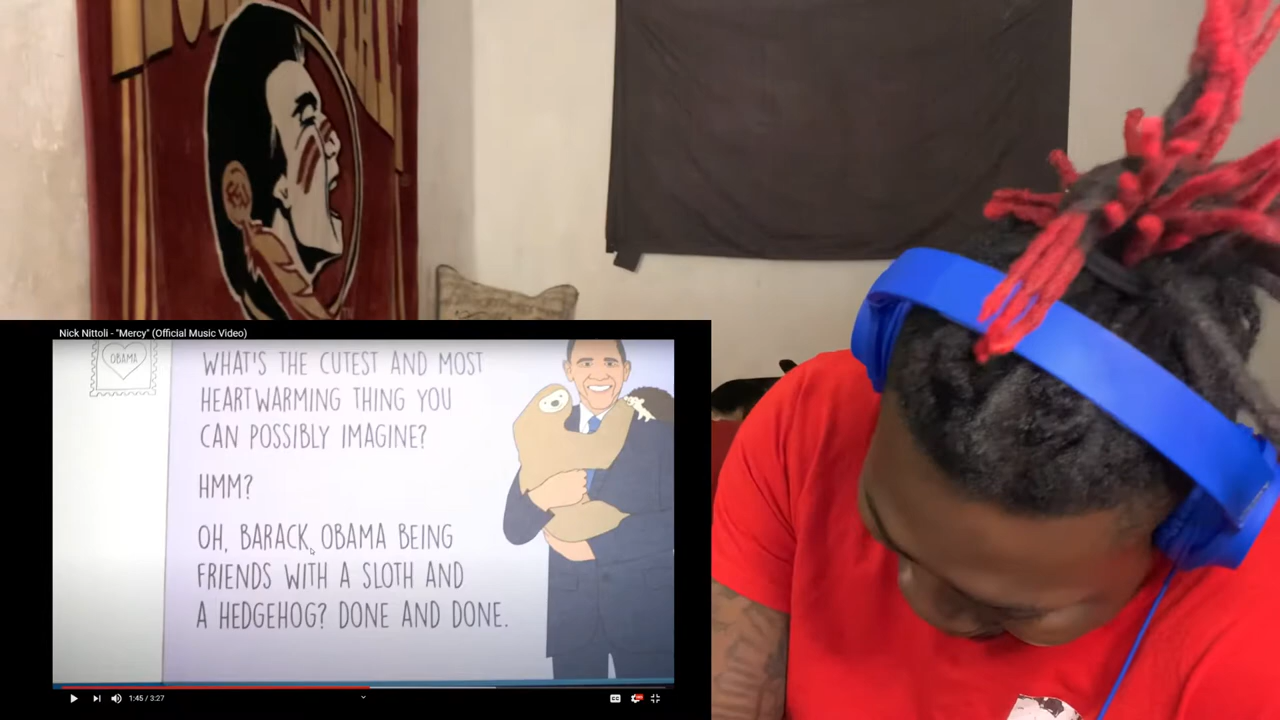 Nick Nittoli - "Mercy" (Official Music Video)
OBAMA
WHAT'S THE CUTEST AND MOST
HEARTWARMING THING YOU
CAN POSSIBLY IMAGINE?
HMM?
OH, BARACK OBAMA BEING
FRIENDS WITH A SLOTH AND
A HEDGEHOG? DONE AND DONE.
1:45 / 3:27
CC